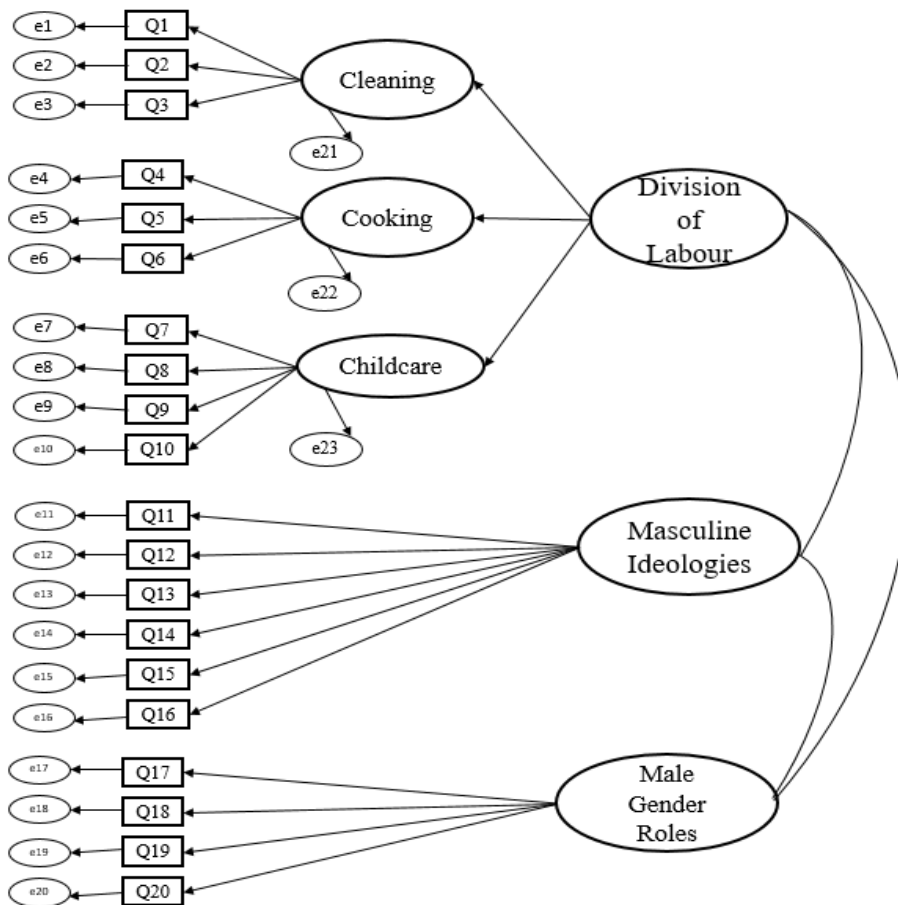 e1 Q1
e2 Q2
e3 Q3
Cleaning
e21
e4 Q4
e5 Q5
e6 Q6
Cooking
e22
Division
of
Labour
e7 Q7
e8 Q8
e9 Q9
e10 Q10
Childcare
e23
e11 Q11
e12 Q12
e13 Q13
e14 Q14
e15 Q15
e16 Q16
Masculine
Ideologies
e17 Q17
e18 Q18
e19 Q19
e20 Q20
Male
Gender
Roles